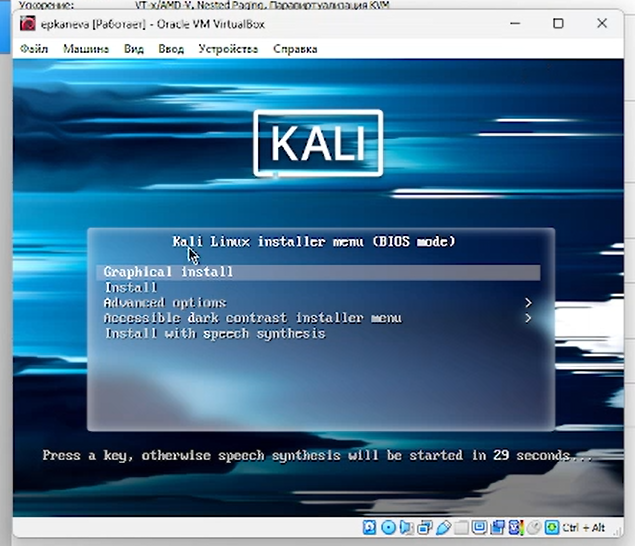 Ускорение: VT-x/AMD-V, Nested Paging, Паравиртуализация KVM
epkaneva [Работает] - Oracle VM VirtualBox
Файл Машина Вид Ввод Устройства Справка
KALI
Kali Linux installer menu (BIOS mode)
Graphical install
Install
Advanced options >
Accessible dark contrast installer menu >
Install with speech synthesis
Press a key, otherwise speech synthesis will be started in 29 seconds...
Ctrl + Alt